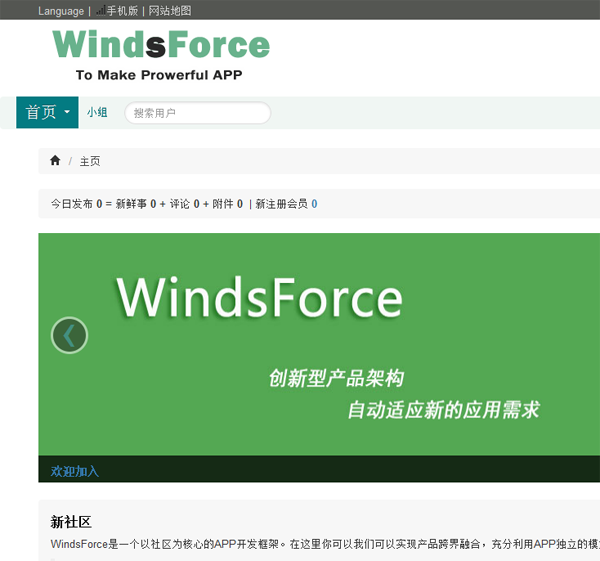 Language | 手机版 | 网站地图
WindsForce
To Make Prowerful APP
首页 小组 搜索用户
/ 主页
今日发布 0 = 新鲜事 0 + 评论 0 + 附件 0 | 新注册会员 0
WindsForce
创新型产品架构
自动适应新的应用需求
欢迎加入
新社区
WindsForce是一个以社区为核心的APP开发框架。在这里你可以我们可以实现产品跨界融合，充分利用APP独立的模